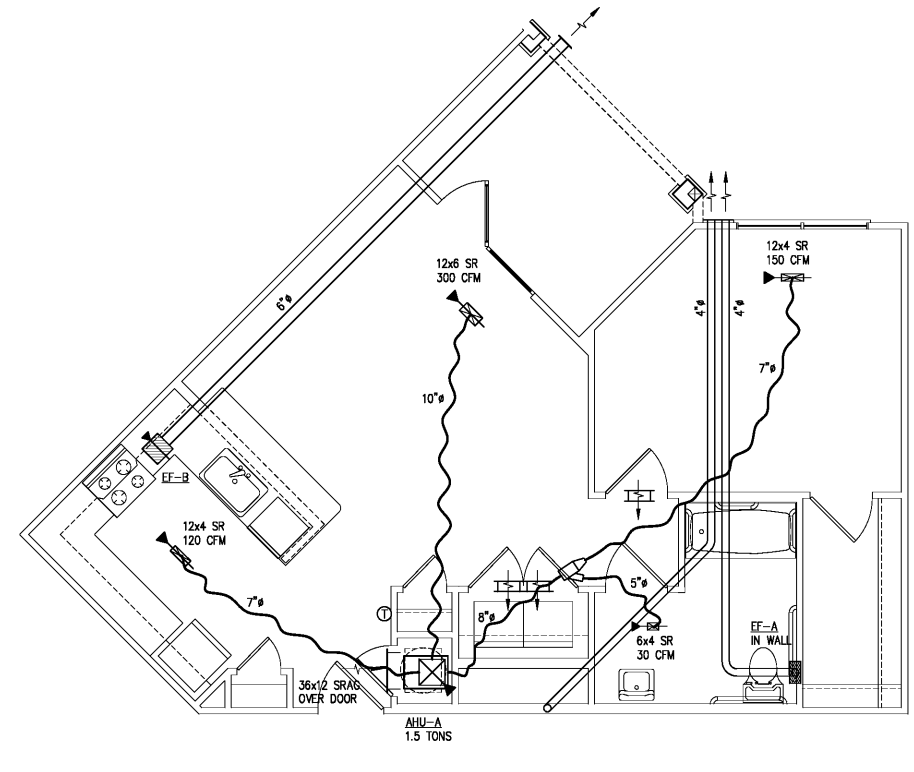 12x4 SR
150 CFM
12x6 SR
300 CFM
6"ø
4"ø
4"ø
7"ø
10"ø
EF-B
12x4 SR
120 CFM
7"ø
5"ø
8"ø
T
6x4 SR
30 CFM
EF-A
IN WALL
36x12 SRAG
OVER DOOR
AHU-A
1.5 TONS